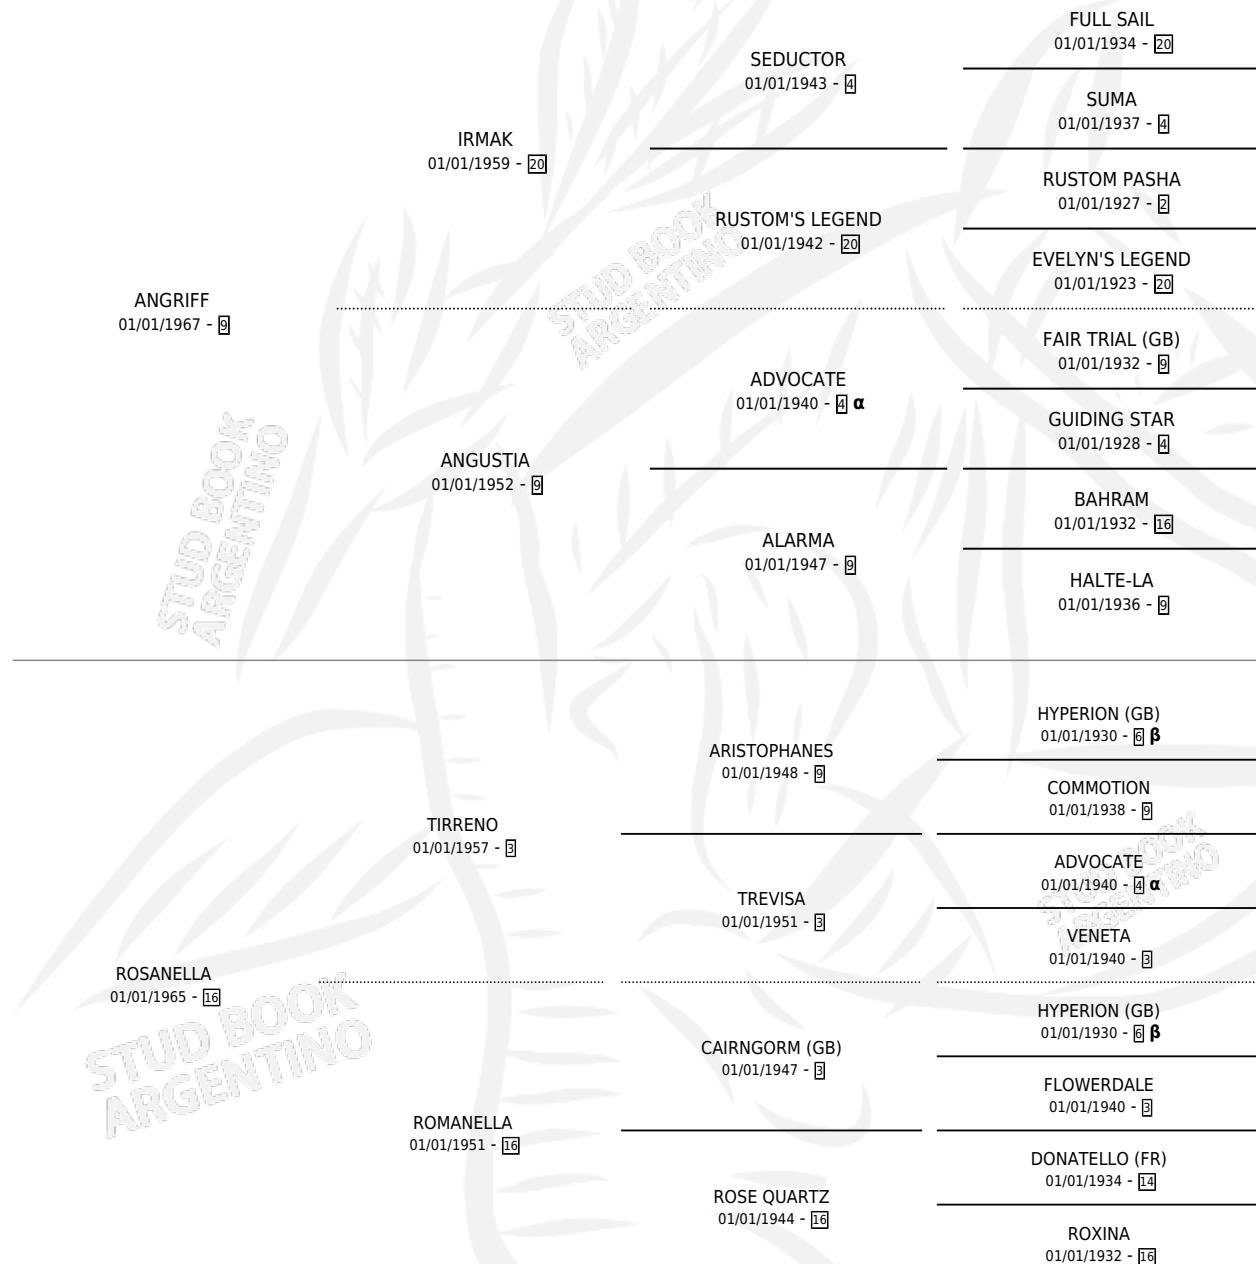 ANGRIFF
01/01/1967 - 9
IRMAK
01/01/1959 - 20
SEDUCTOR
01/01/1943 - 4
FULL SAIL
01/01/1934 - 20
SUMA
01/01/1937 - 4
RUSTOM'S LEGEND
01/01/1942 - 20
RUSTOM PASHA
01/01/1927 - 2
EVELYN'S LEGEND
01/01/1923 - 20
ANGUSTIA
01/01/1952 - 9
ADVOCATE
01/01/1940 - 4 α
FAIR TRIAL (GB)
01/01/1932 - 9
GUIDING STAR
01/01/1928 - 4
ALARMA
01/01/1947 - 9
BAHRAM
01/01/1932 - 16
HALTE-LA
01/01/1936 - 9
ROSANELLA
01/01/1965 - 16
TIRRENO
01/01/1957 - 3
ARISTOPHANES
01/01/1948 - 9
HYPERION (GB)
01/01/1930 - 6 β
COMMOTION
01/01/1938 - 9
TREVISA
01/01/1951 - 3
ADVOCATE
01/01/1940 - 4 α
VENETA
01/01/1940 - 3
ROMANELLA
01/01/1951 - 16
CAIRNGORM (GB)
01/01/1947 - 3
HYPERION (GB)
01/01/1930 - 6 β
FLOWERDALE
01/01/1940 - 3
ROSE QUARTZ
01/01/1944 - 16
DONATELLO (FR)
01/01/1934 - 14
ROXINA
01/01/1932 - 16
STUD BOOK
ARGENTINO
STUD BOOK
ARGENTINO
STUD BOOK
ARGENTINO
STUD BOOK
ARGENTINO